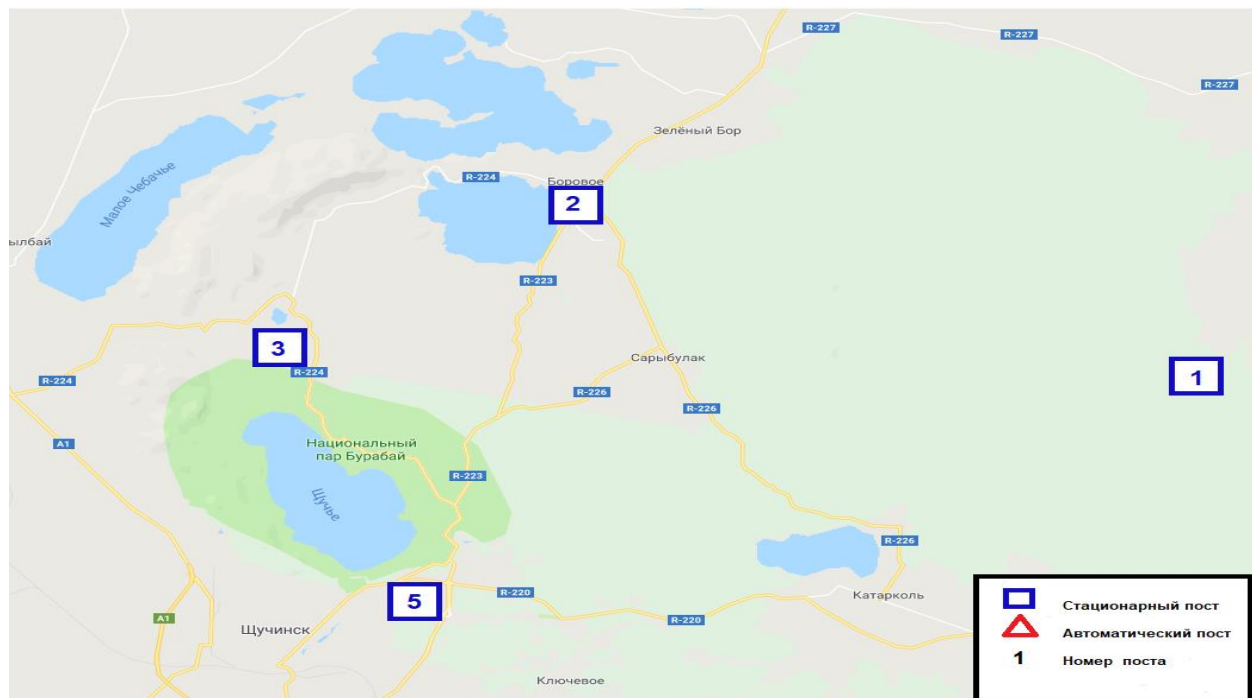 R-227
R-227
R-227
Зелёный Бор
Малое Чебачье
R-224
Боровое
2
ылбай
R-223
3
Сарыбулак
R-224
1
R-224
R-226
R-226
A1
Национальный
пар Бурабай
R-223
Щучье
R-226
5
R-220
Катарколь
A1
R-220
Щучинск
Ключевое
Стационарный пост
Автоматический пост
1 Номер поста